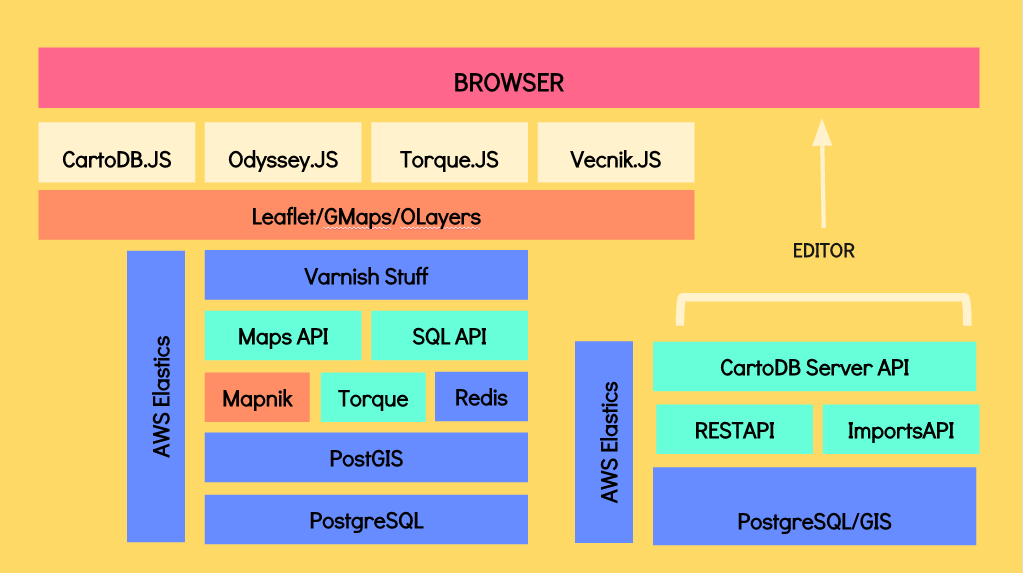 BROWSER
CartoDB.JS
Odyssey.JS
Torque.JS
Vecnik.JS
Leaflet/GMaps/OLayers
EDITOR
AWS Elastics
Varnish Stuff
Maps API
SQL API
Mapnik
Torque
Redis
PostGIS
PostgreSQL
AWS Elastics
CartoDB Server API
RESTAPI
ImportsAPI
PostgreSQL/GIS